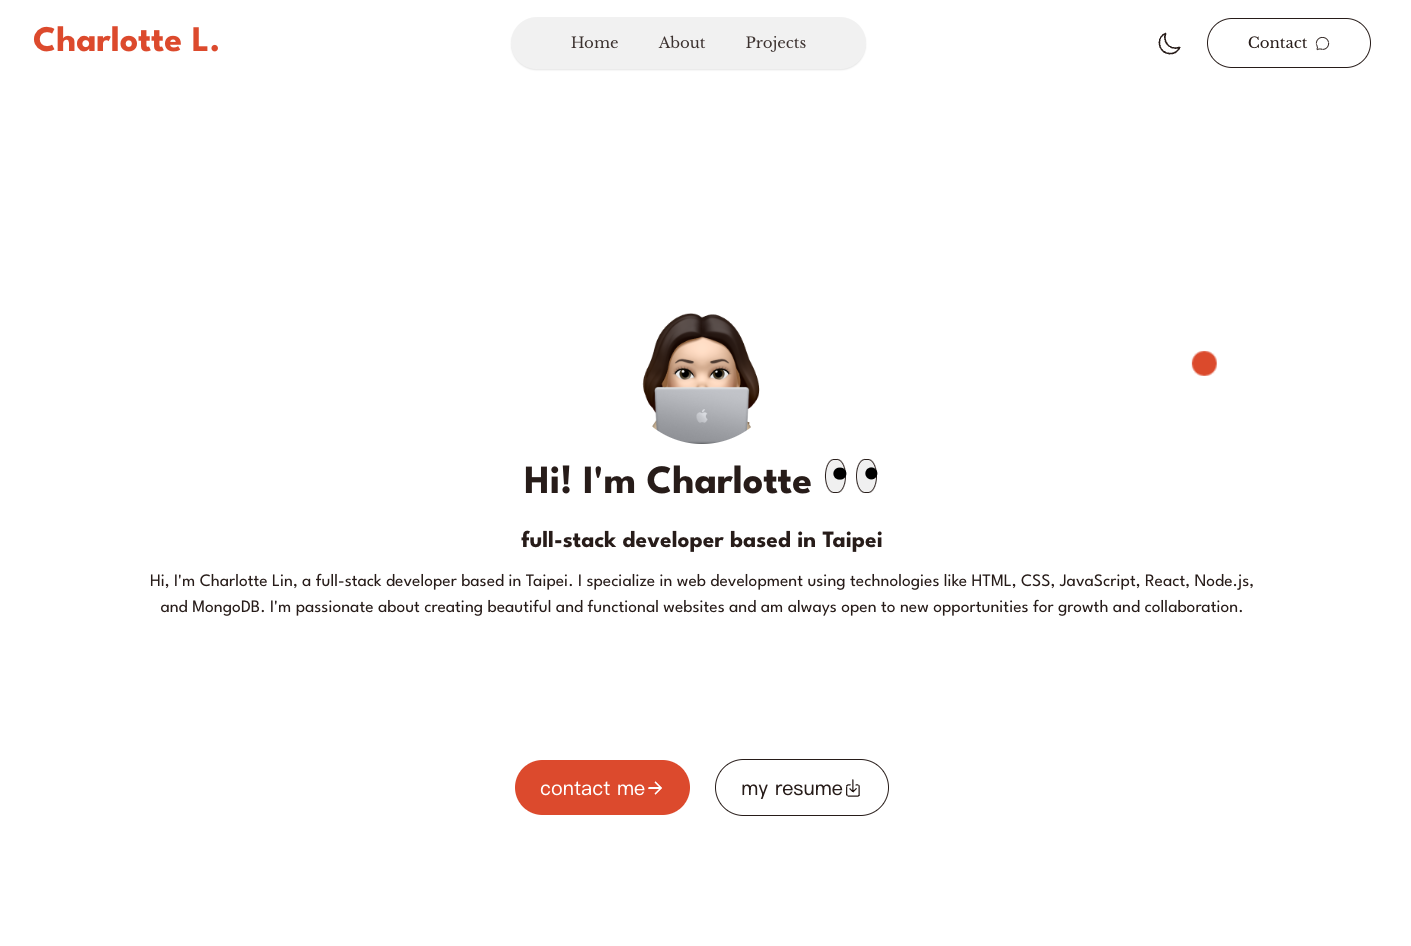 Charlotte L.
Home
About
Projects
Contact
Hi! I'm Charlotte
full-stack developer based in Taipei
Hi, I'm Charlotte Lin, a full-stack developer based in Taipei. I specialize in web development using technologies like HTML, CSS, JavaScript, React, Node.js,
and MongoDB. I'm passionate about creating beautiful and functional websites and am always open to new opportunities for growth and collaboration.
contact me
my resume